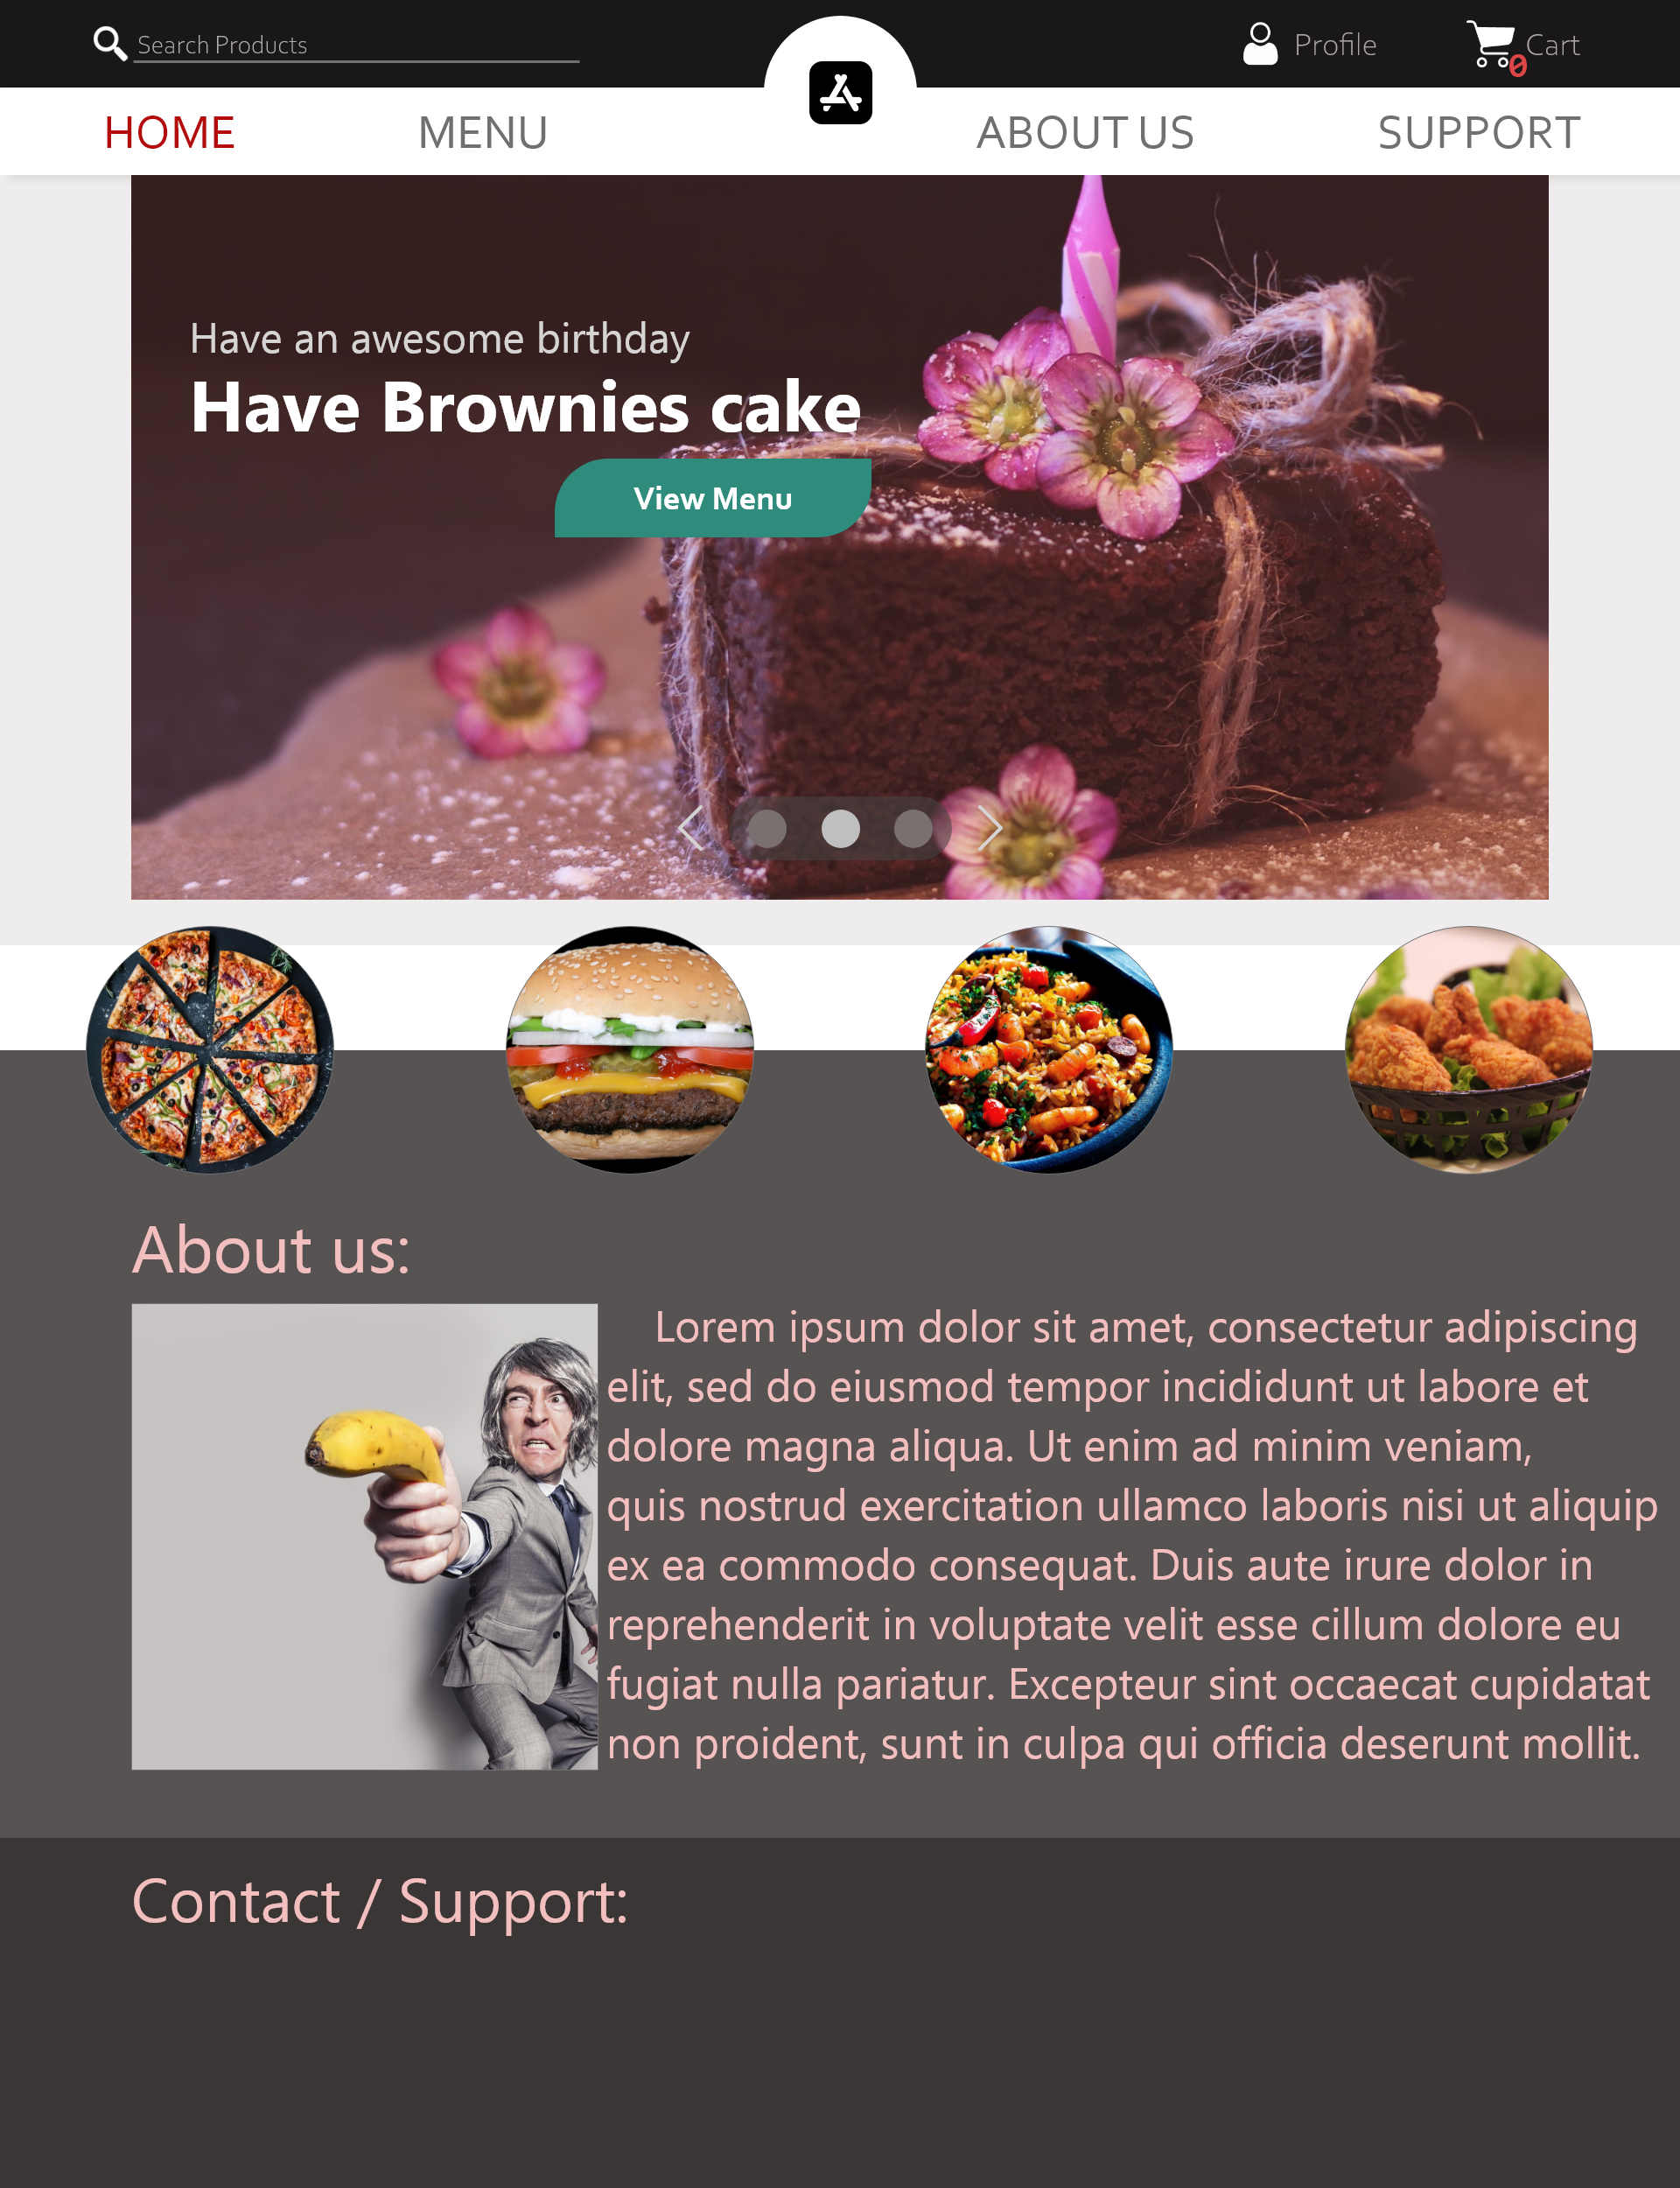 Search Products
Profile
Cart
0
HOME
MENU
ABOUT US
SUPPORT
Have an awesome birthday
Have Brownies cake
View Menu
About us:
Lorem ipsum dolor sit amet, consectetur adipiscing
elit, sed do eiusmod tempor incididunt ut labore et
dolore magna aliqua. Ut enim ad minim veniam,
quis nostrud exercitation ullamco laboris nisi ut aliquip
ex ea commodo consequat. Duis aute irure dolor in
reprehenderit in voluptate velit esse cillum dolore eu
fugiat nulla pariatur. Excepteur sint occaecat cupidatat
non proident, sunt in culpa qui officia deserunt mollit.
Contact / Support: